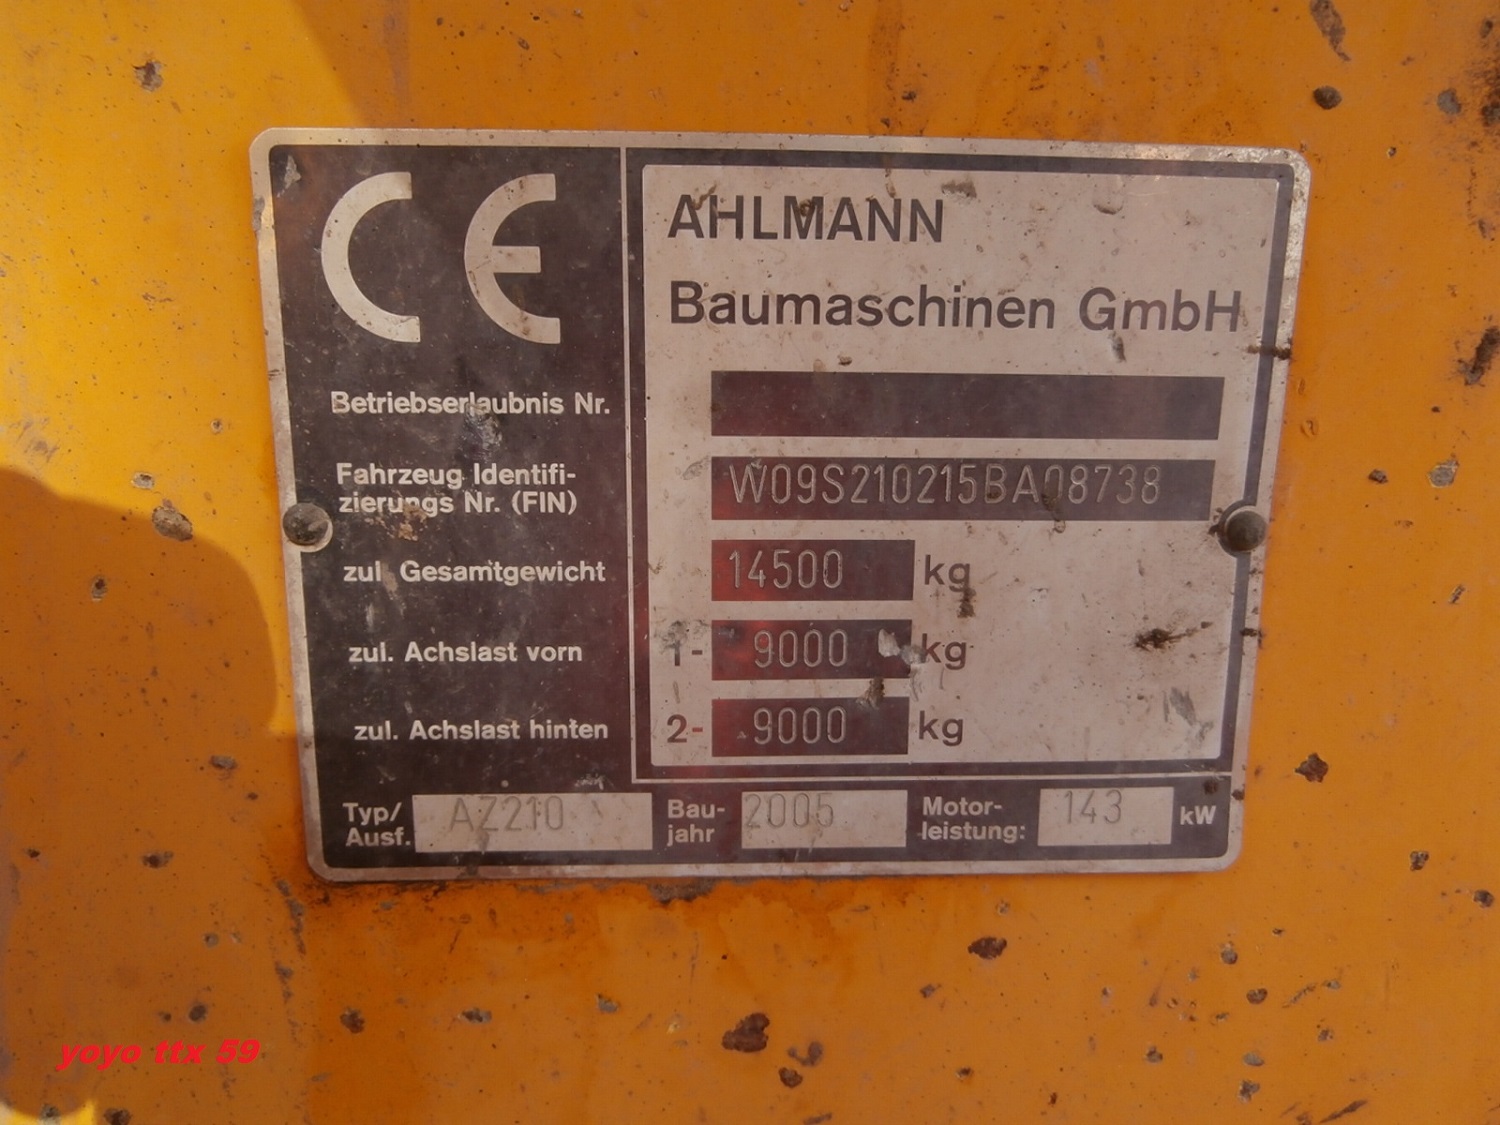 CE
AHLMANN
Baumaschinen GmbH
Betriebserlaubnis Nr.
Fahrzeug Identifi-
zierungs Nr. (FIN)
W09S210215BA08738
zul. Gesamtgewicht 14500 kg
zul. Achslast vorn 1- 9000 kg
zul. Achslast hinten 2- 9000 kg
Typ/
Ausf. AZ210
Bau-
jahr 2005
Motor-
leistung: 143 kW
yoyo ttx 59